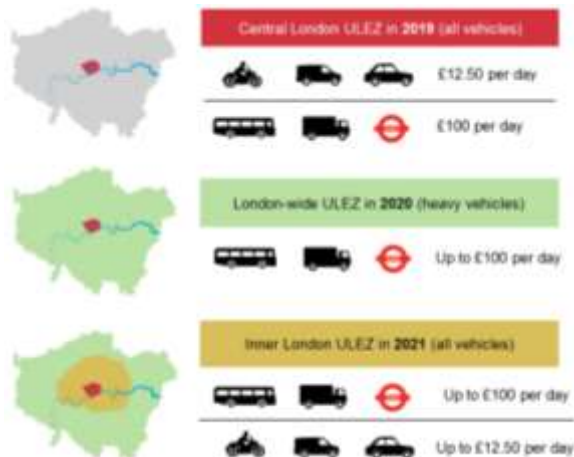 Central London ULEZ in 2019 (all vehicles)
£12.50 per day
£100 per day
London-wide ULEZ in 2020 (heavy vehicles)
Up to £100 per day
Inner London ULEZ in 2021 (all vehicles)
Up to £100 per day
Up to £12.50 per day